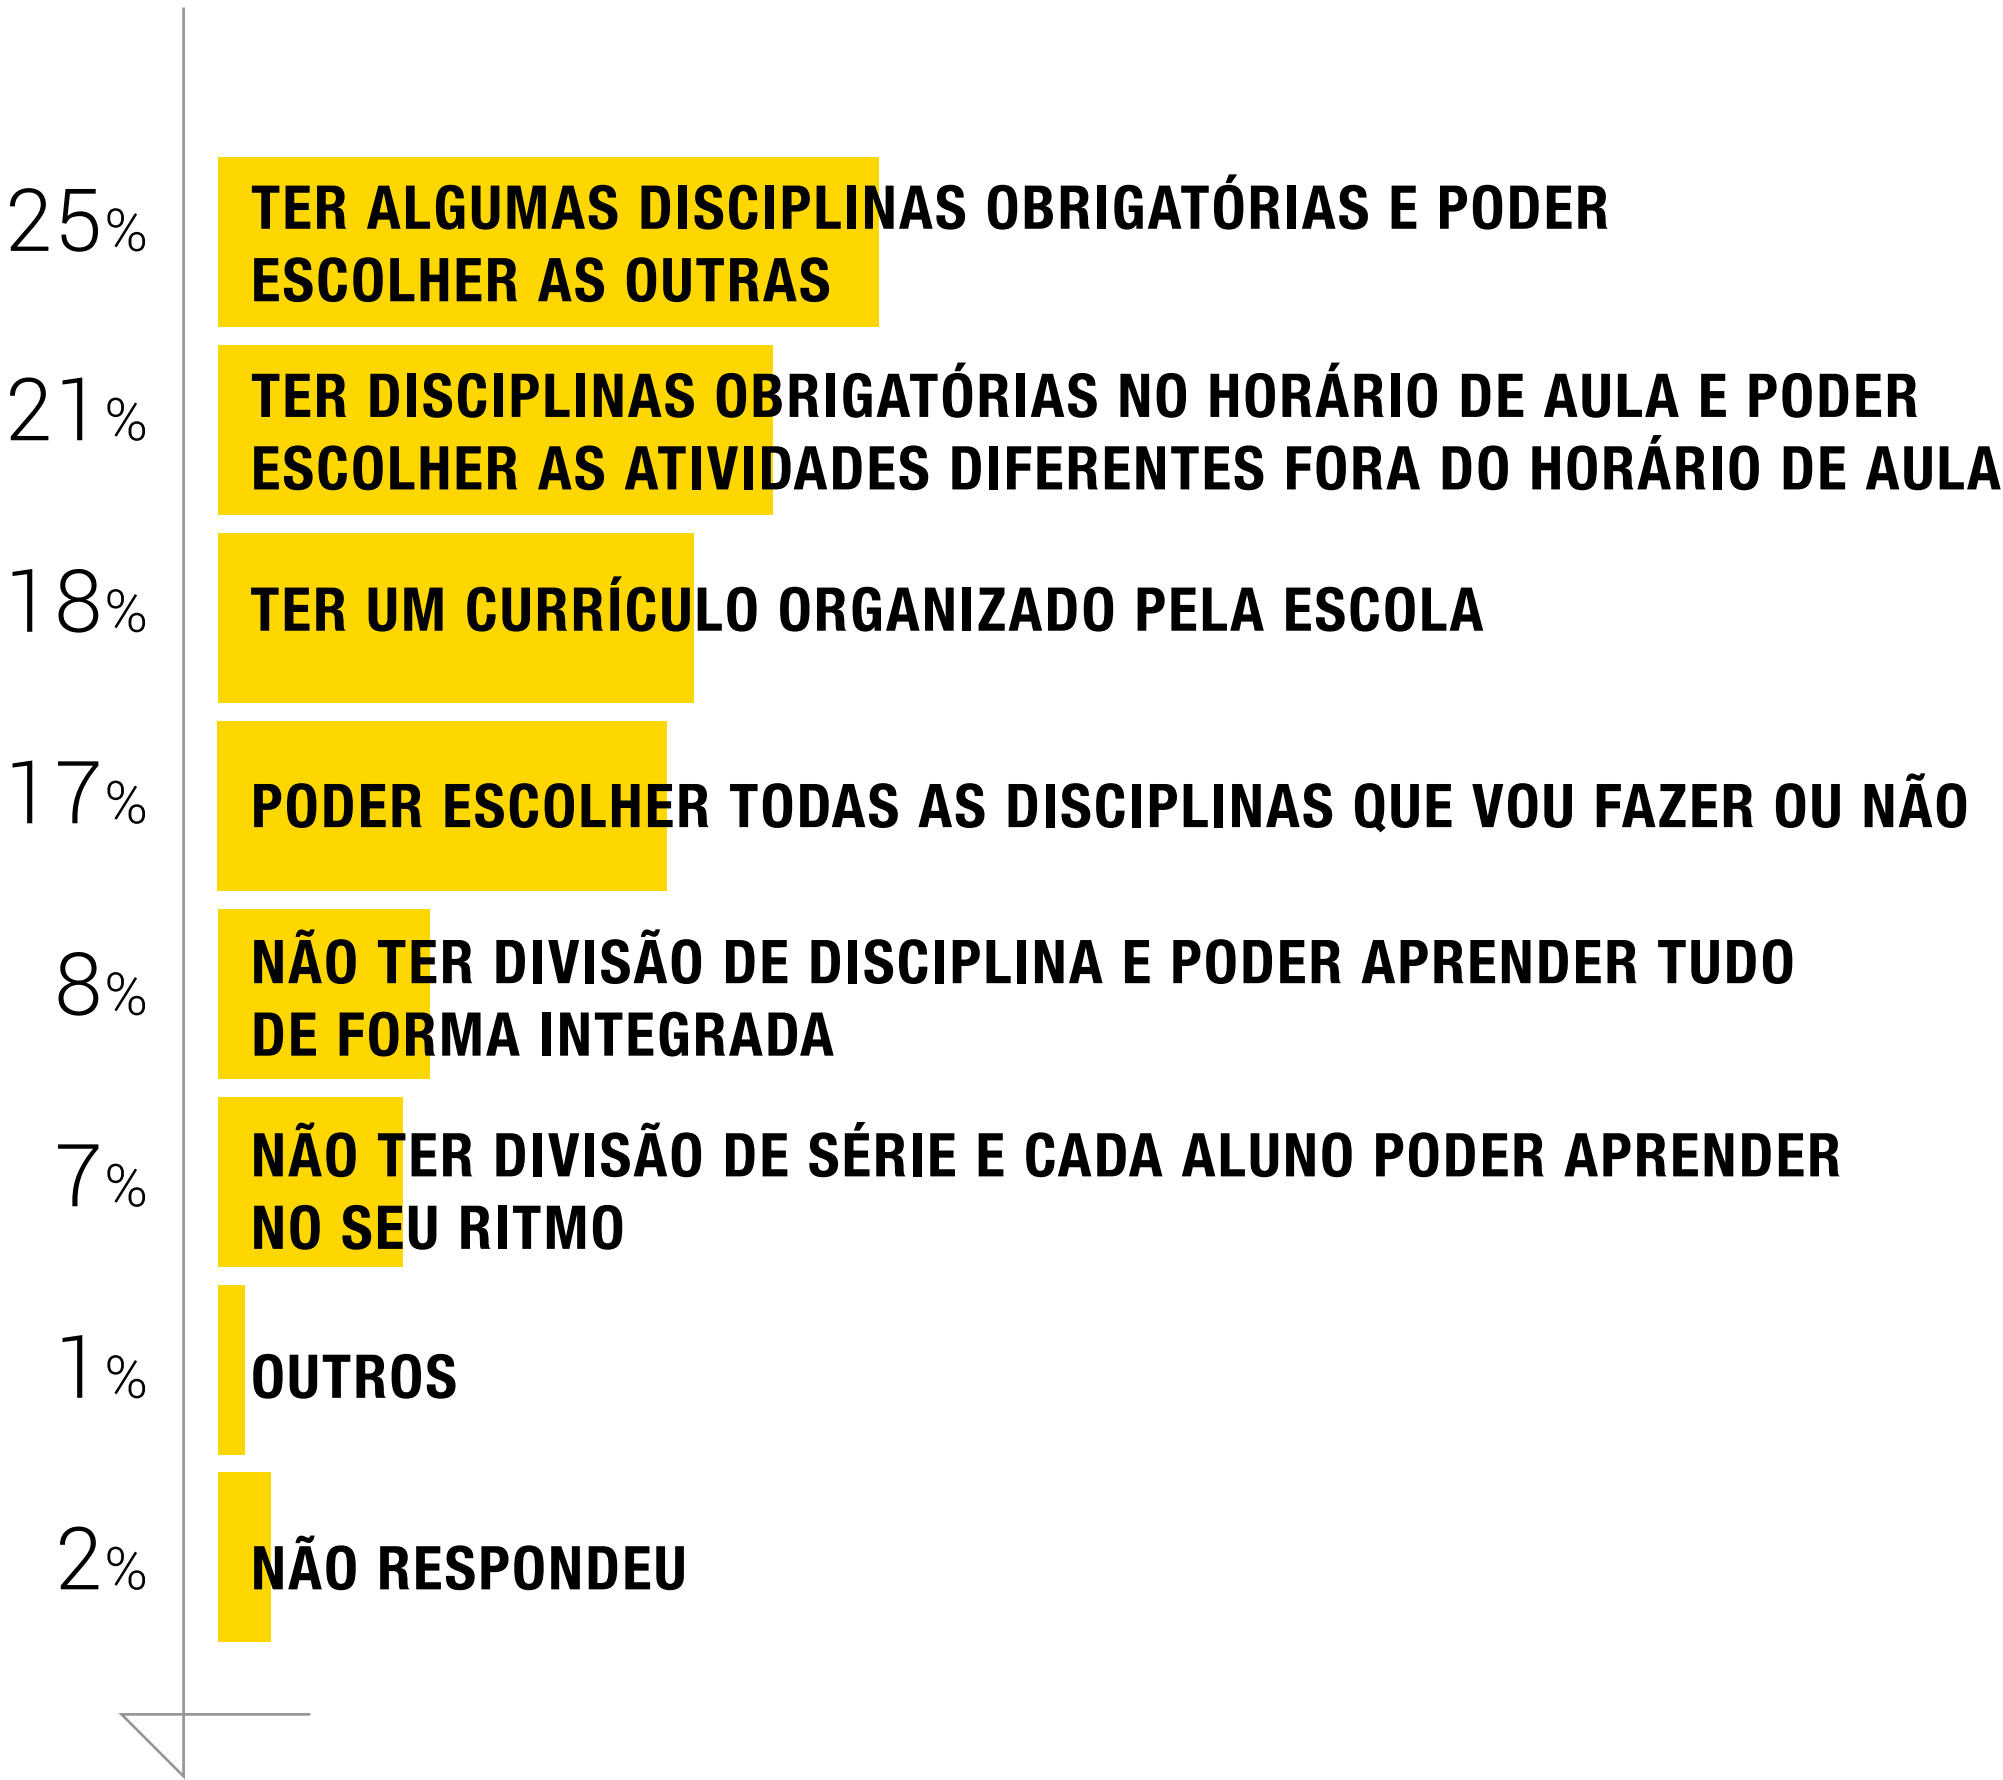 25% TER ALGUMAS DISCIPLINAS OBRIGATÓRIAS E PODER
ESCOLHER AS OUTRAS
21% TER DISCIPLINAS OBRIGATÓRIAS NO HORÁRIO DE AULA E PODER
ESCOLHER AS ATIVIDADES DIFERENTES FORA DO HORÁRIO DE AULA
18% TER UM CURRÍCULO ORGANIZADO PELA ESCOLA
17% PODER ESCOLHER TODAS AS DISCIPLINAS QUE VOU FAZER OU NÃO
8% NÃO TER DIVISÃO DE DISCIPLINA E PODER APRENDER TUDO
DE FORMA INTEGRADA
7% NÃO TER DIVISÃO DE SÉRIE E CADA ALUNO PODER APRENDER
NO SEU RITMO
1% OUTROS
2% NÃO RESPONDEU